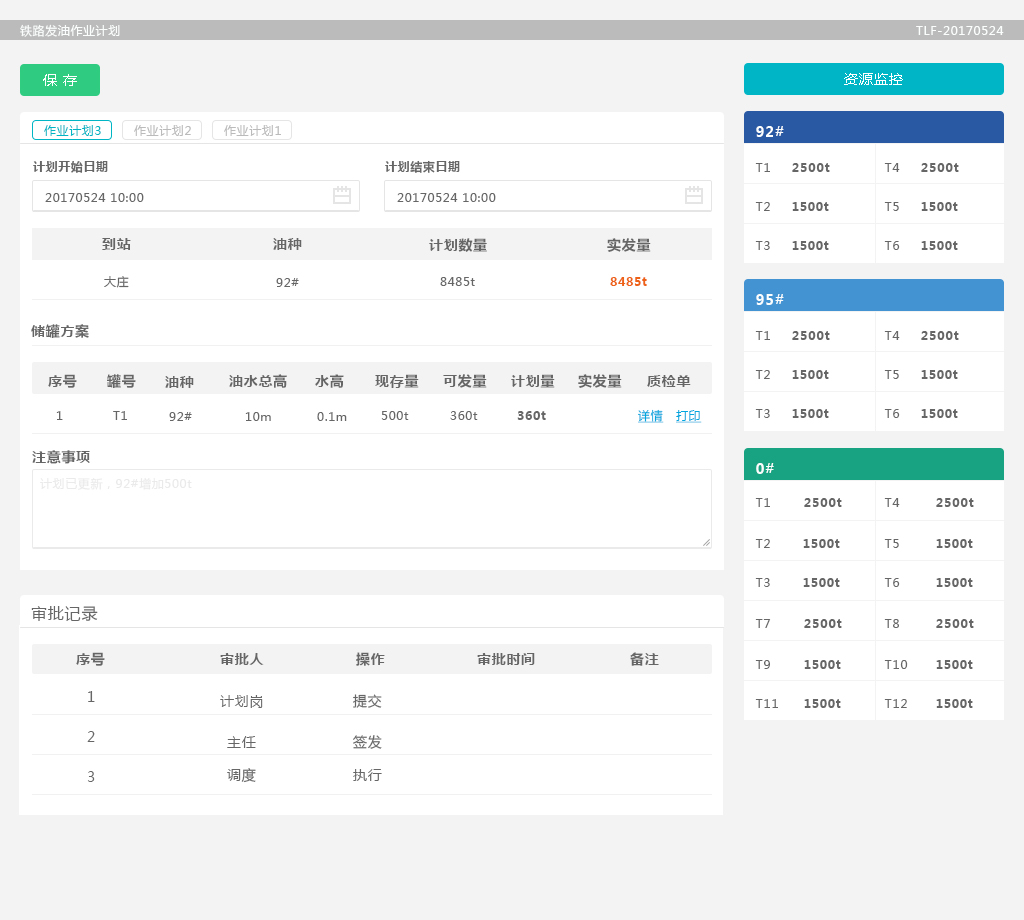 铁路发油作业计划 TLF-20170524
保 存
作业计划3 作业计划2 作业计划1
计划开始日期 计划结束日期
20170524 10:00 20170524 10:00
到站 油种 计划数量 实发量
大庄 92# 8485t 8485t
储罐方案
序号 罐号 油种 油水总高 水高 现存量 可发量 计划量 实发量 质检单
1 T1 92# 10m 0.1m 500t 360t 360t 详情 打印
注意事项
计划已更新，92#增加500t
审批记录
序号 审批人 操作 审批时间 备注
1 计划岗 提交
2 主任 签发
3 调度 执行
资源监控
92#
T1 2500t T4 2500t
T2 1500t T5 1500t
T3 1500t T6 1500t
95#
T1 2500t T4 2500t
T2 1500t T5 1500t
T3 1500t T6 1500t
0#
T1 2500t T4 2500t
T2 1500t T5 1500t
T3 1500t T6 1500t
T7 2500t T8 2500t
T9 1500t T10 1500t
T11 1500t T12 1500t